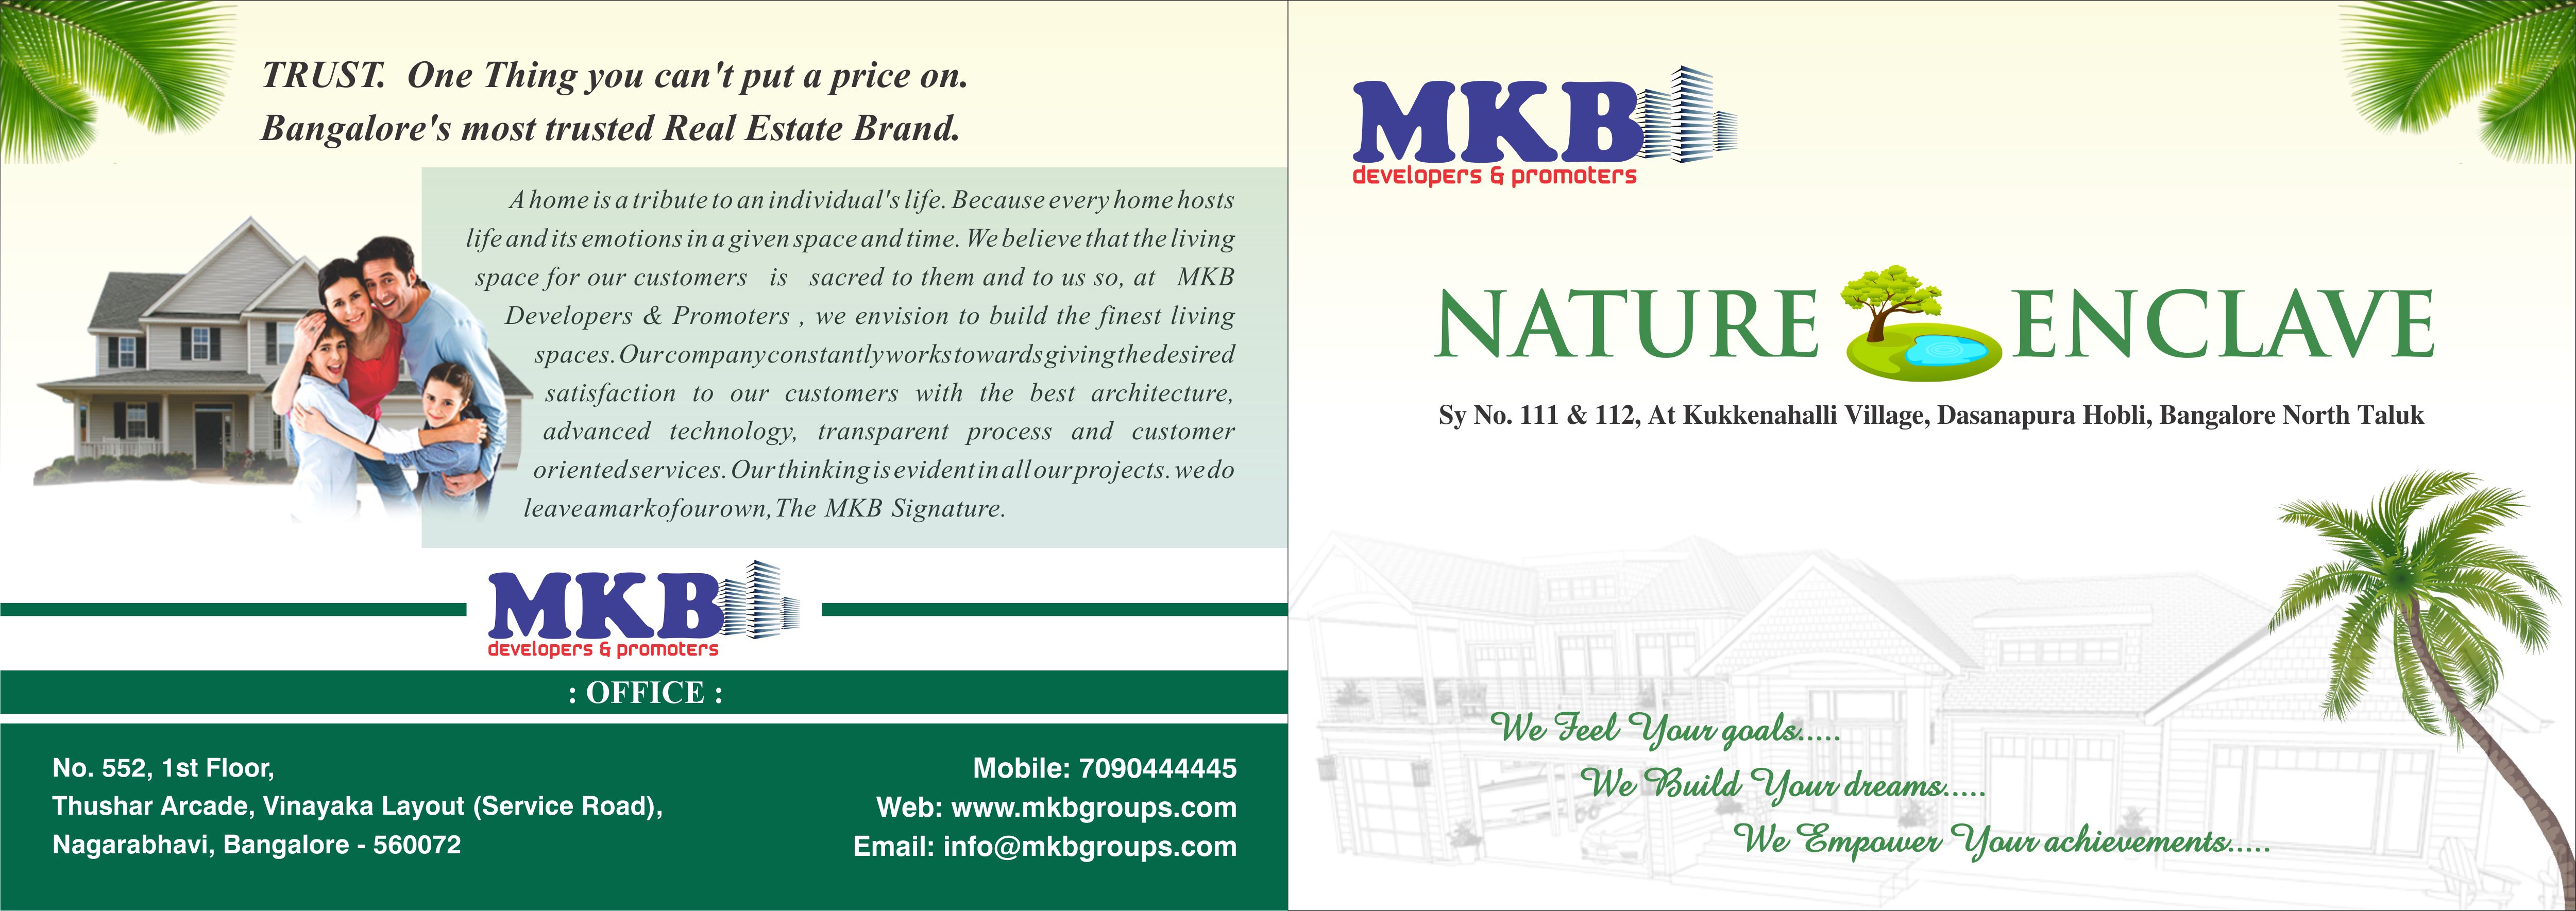 TRUST. One Thing you can't put a price on.
Bangalore's most trusted Real Estate Brand.
A home is a tribute to an individual's life. Because every home hosts
life and its emotions in a given space and time. We believe that the living
space for our customers is sacred to them and to us so, at MKB
Developers & Promoters , we envision to build the finest living
spaces. Our company constantly works towards giving the desired
satisfaction to our customers with the best architecture,
advanced technology, transparent process and customer
oriented services. Our thinking is evident in all our projects. we do
leave a mark of our own, The MKB Signature.
MKB
developers & promoters
: OFFICE :
No. 552, 1st Floor,
Thushar Arcade, Vinayaka Layout (Service Road),
Nagarabhavi, Bangalore - 560072
Mobile: 7090444445
Web: www.mkbgroups.com
Email: info@mkbgroups.com
MKB
developers & promoters
NATURE ENCLAVE
Sy No. 111 & 112, At Kukkenahalli Village, Dasanapura Hobli, Bangalore North Taluk
We Feel Your goals.....
We Build Your dreams.....
We Empower Your achievements.....